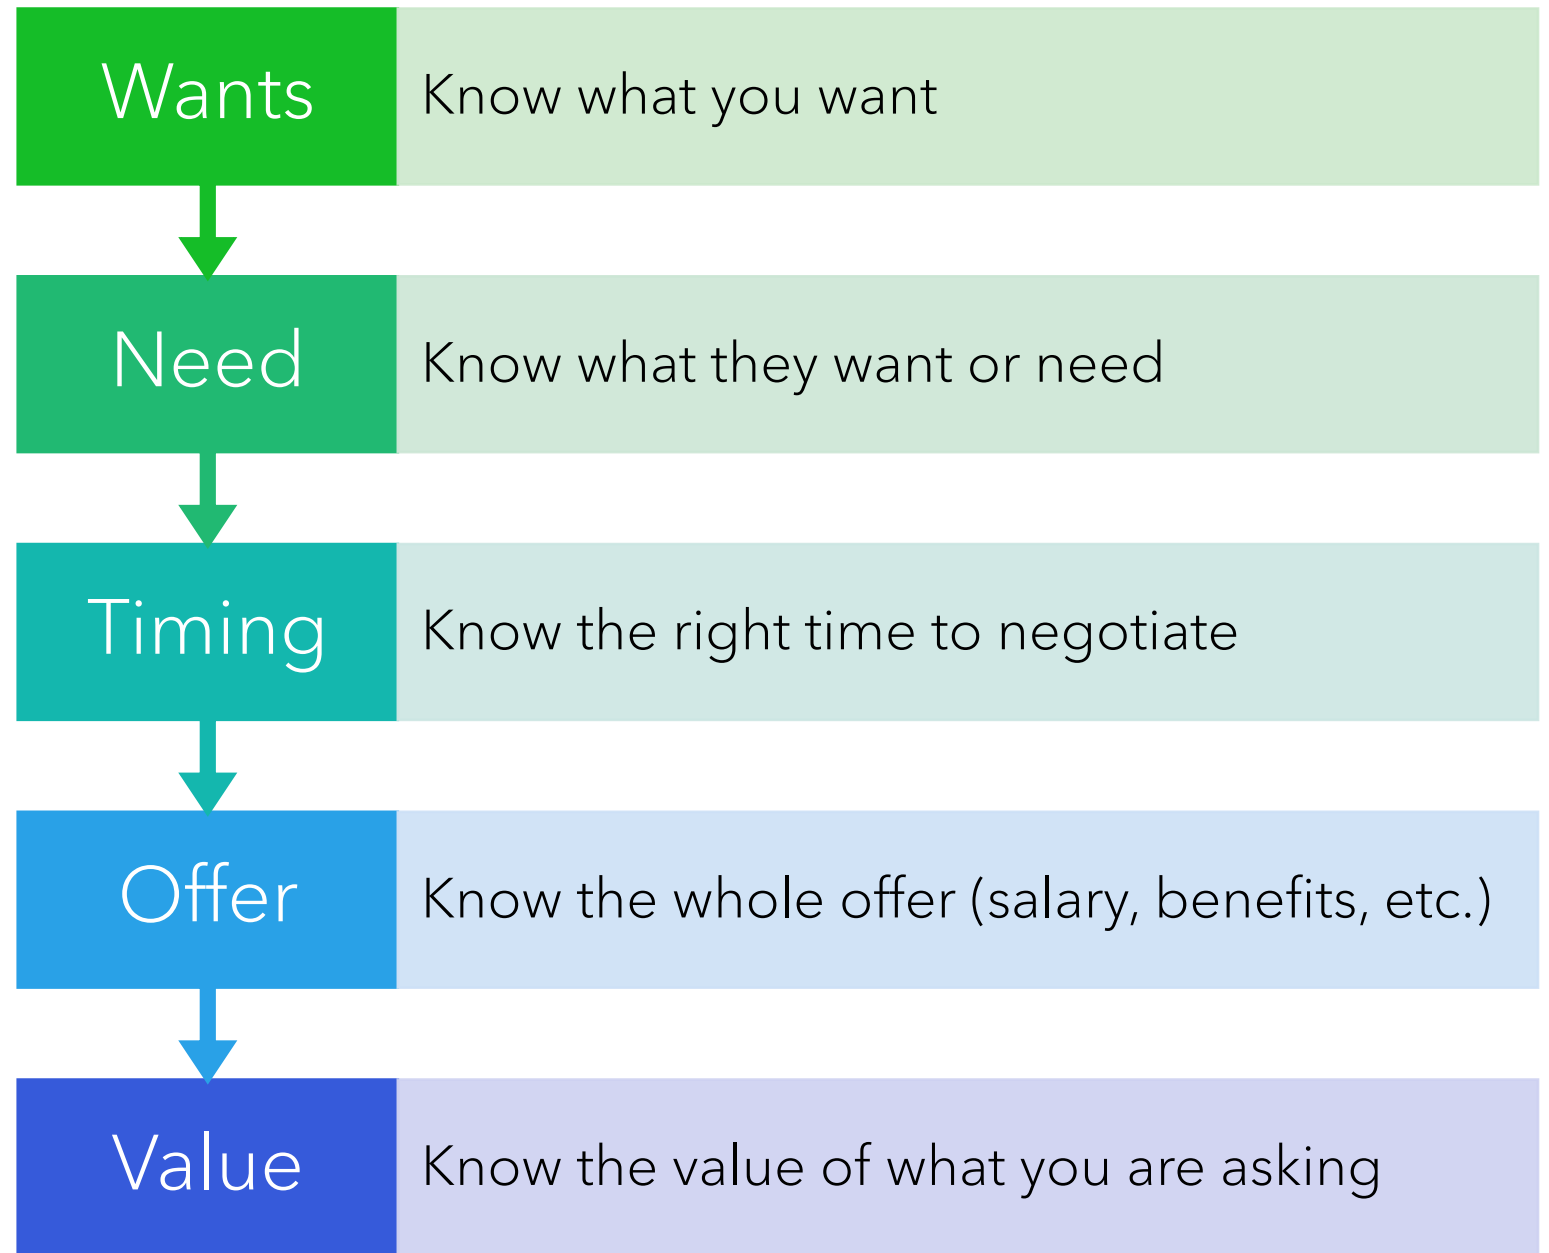 Wants
Know what you want
Need
Know what they want or need
Timing
Know the right time to negotiate
Offer
Know the whole offer (salary, benefits, etc.)
Value
Know the value of what you are asking